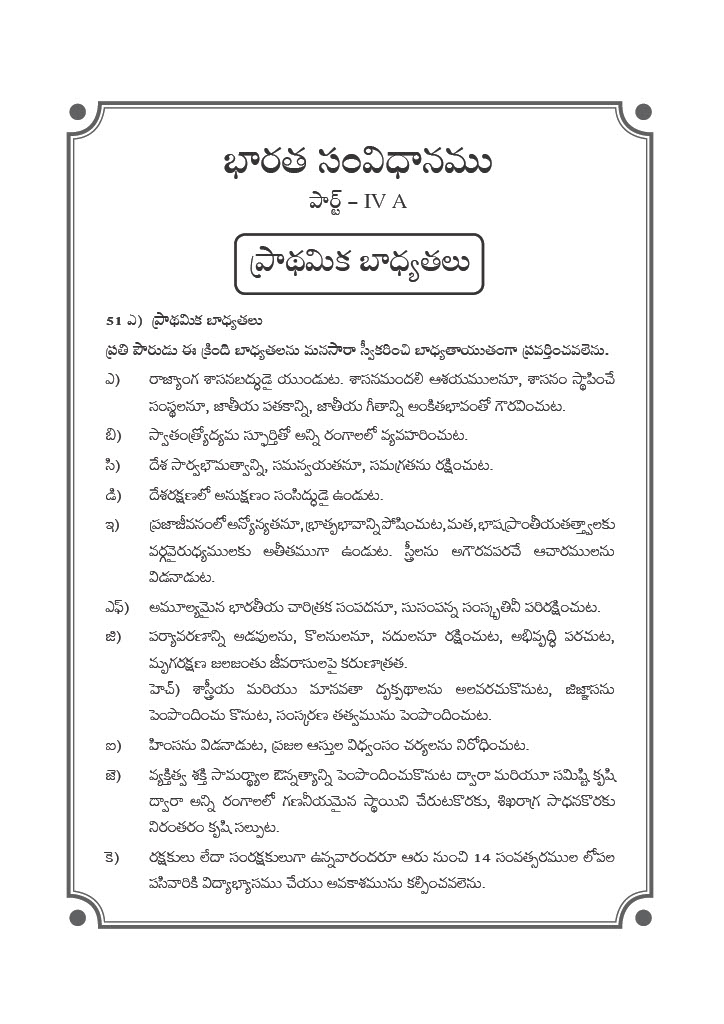 భారత సంవిధానము
పార్ట్ – IV A
ప్రాథమిక బాధ్యతలు
51 ఎ) ప్రాథమిక బాధ్యతలు
ప్రతి పౌరుడు ఈ క్రింది బాధ్యతలను మనసారా స్వీకరించి బాధ్యతాయుతంగా ప్రవర్తించవలెను.
ఎ) రాజ్యాంగ శాసనబద్ధుడై యుండుట. శాసనమండలి ఆశయములనూ, శాసనం స్థాపించే
సంస్థలనూ, జాతీయ పతకాన్ని, జాతీయ గీతాన్ని అంకితభావంతో గౌరవించుట.
బి) స్వాతంత్ర్యోద్యమ స్ఫూర్తితో అన్ని రంగాలలో వ్యవహరించుట.
సి) దేశ సార్వభౌమత్వాన్ని, సమన్వయతనూ, సమగ్రతను రక్షించుట.
డి) దేశరక్షణలో అనుక్షణం సంసిద్ధుడై ఉండుట.
ఇ) ప్రజాజీవనంలో అన్యోన్యతనూ, భ్రాతృభావాన్ని పోషించుట, మత, భాష ప్రాంతీయతత్త్వాలకు
వర్గవైరుధ్యములకు అతీతముగా ఉండుట. స్త్రీలను అగౌరవపరచే ఆచారములను
విడనాడుట.
ఎఫ్) అమూల్యమైన భారతీయ చారిత్రక సంపదనూ, సుసంపన్న సంస్కృతినీ పరిరక్షించుట.
జి) పర్యావరణాన్ని అడవులను, కొలనులనూ, నదులనూ రక్షించుట, అభివృద్ధి పరచుట,
మృగరక్షణ జలజంతు జీవరాసులపై కరుణార్తత.
హెచ్) శాస్త్రీయ మరియు మానవతా దృక్పథాలను అలవరచుకొనుట, జిజ్ఞాసను
పెంపొందించు కొనుట, సంస్కరణ తత్వమును పెంపొందించుట.
ఐ) హింసను విడనాడుట, ప్రజల ఆస్తుల విధ్వంసం చర్యలను నిరోధించుట.
జె) వ్యక్తిత్వ శక్తి సామర్థ్యాల ఔన్నత్యాన్ని పెంపొందించుకొనుట ద్వారా మరియూ సమిష్టి కృషి
ద్వారా అన్ని రంగాలలో గణనీయమైన స్థాయిని చేరుటకొరకు, శిఖరాగ్ర సాధనకొరకు
నిరంతరం కృషి సల్పుట.
కె) రక్షకులు లేదా సంరక్షకులుగా ఉన్నవారందరూ ఆరు నుంచి 14 సంవత్సరముల లోపల
పసివారికి విద్యాభ్యాసము చేయు అవకాశమును కల్పించవలెను.